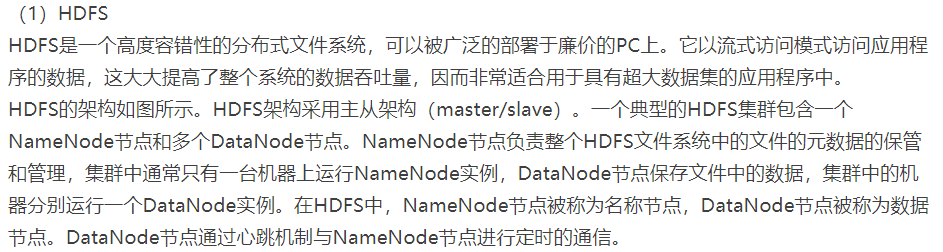 （1）HDFS
HDFS是一个高度容错性的分布式文件系统，可以被广泛的部署于廉价的PC上。它以流式访问模式访问应用程
序的数据，这大大提高了整个系统的数据吞吐量，因而非常适合用于具有超大数据集的应用程序中。
HDFS的架构如图所示。HDFS架构采用主从架构（master/slave）。一个典型的HDFS集群包含一个
NameNode节点和多个DataNode节点。NameNode节点负责整个HDFS文件系统中的文件的元数据的保管
和管理，集群中通常只有一台机器上运行NameNode实例，DataNode节点保存文件中的数据，集群中的机
器分别运行一个DataNode实例。在HDFS中，NameNode节点被称为名称节点，DataNode节点被称为数据
节点。DataNode节点通过心跳机制与NameNode节点进行定时的通信。